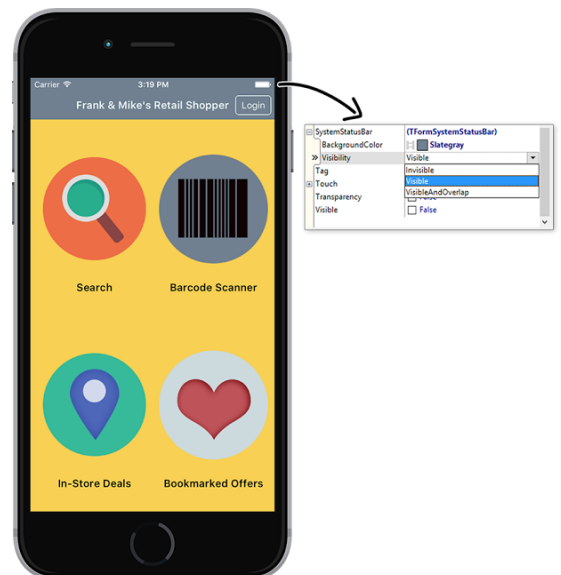 Carrier 3:19 PM
Frank & Mike's Retail Shopper Login
Search Barcode Scanner
In-Store Deals Bookmarked Offers
SystemStatusBar (TFormSystemStatusBar)
BackgroundColor Slategray
Visibility Visible
Tag Invisible
Touch Visible
Transparency VisibleAndOverlap
Visible False